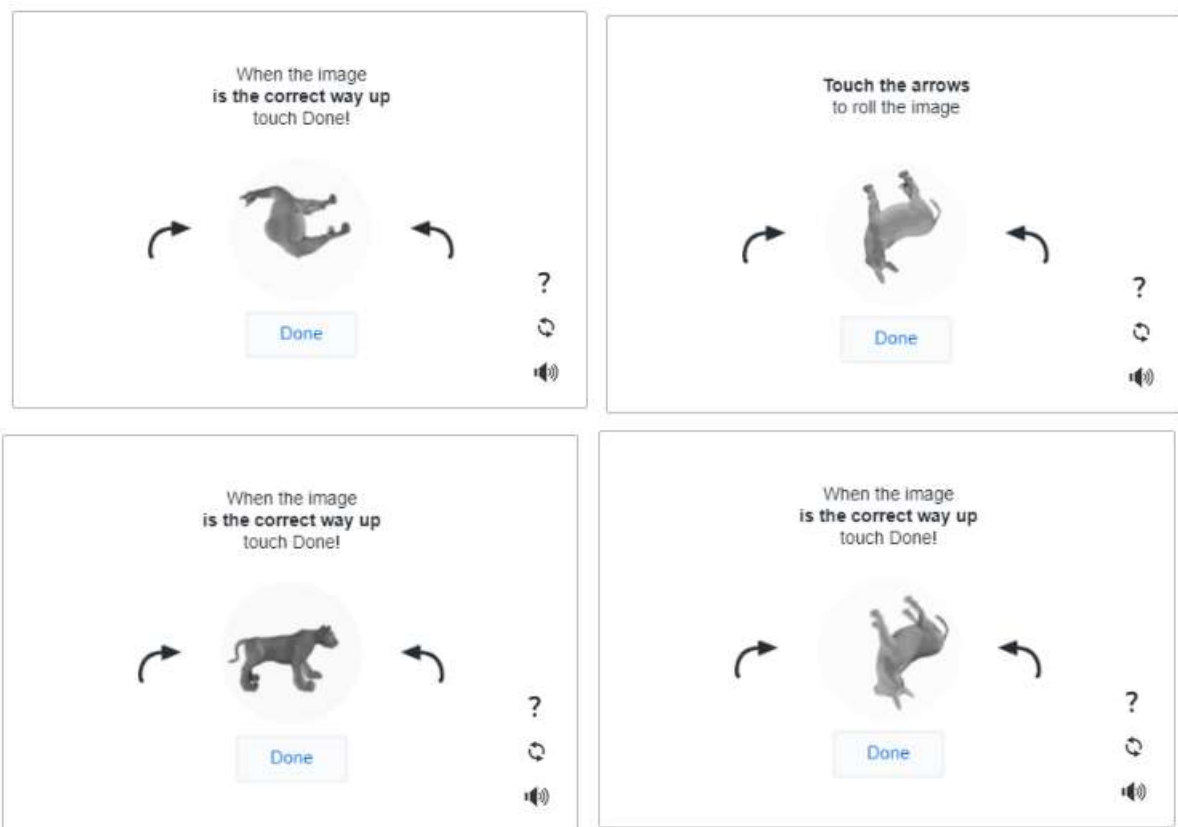 When the image
is the correct way up
touch Done!
Done
?
Touch the arrows
to roll the image
Done
?
When the image
is the correct way up
touch Done!
Done
?
When the image
is the correct way up
touch Done!
Done
?